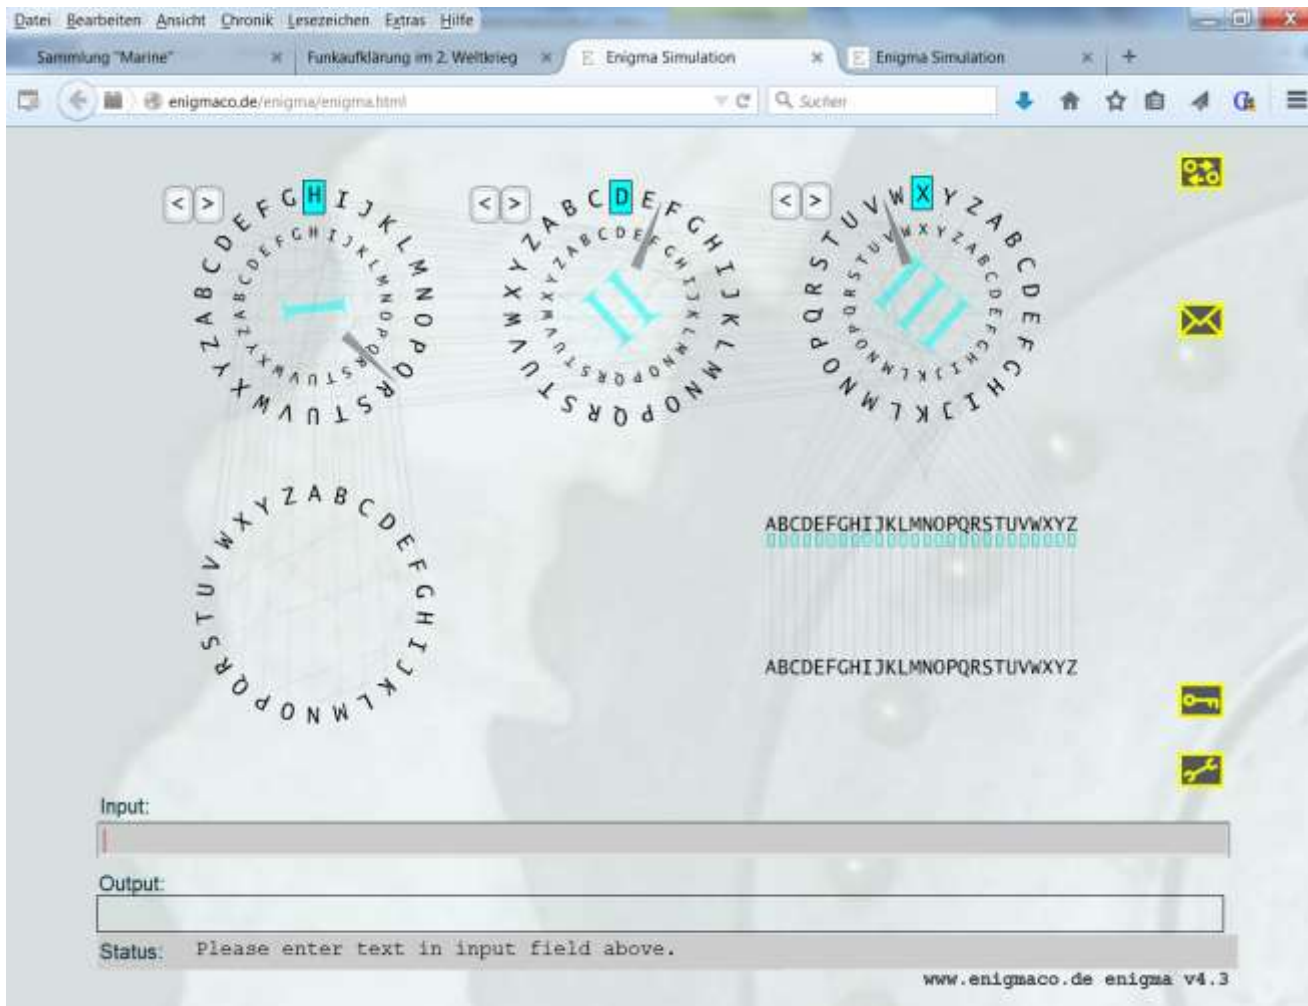 Datei Bearbeiten Ansicht Chronik Lesezeichen Extras Hilfe
Sammlung "Marine" × Funkaufklärung im 2. Weltkrieg × Enigma Simulation × Enigma Simulation × +
enigmaco.de/enigma/enigma.html Suchen
< > < > < >
A B C D E F G H I J K L M N O P Q R S T U V W X Y Z
A B C D E F G H I J K L M N O P Q R S T U V W X Y Z
I
A B C D E F G H I J K L M N O P Q R S T U V W X Y Z
A B C D E F G H I J K L M N O P Q R S T U V W X Y Z
II
A B C D E F G H I J K L M N O P Q R S T U V W X Y Z
A B C D E F G H I J K L M N O P Q R S T U V W X Y Z
III
A B C D E F G H I J K L M N O P Q R S T U V W X Y Z
ABCDEFGHIJKLMNOPQRSTUVWXYZ
ABCDEFGHIJKLMNOPQRSTUVWXYZ
Input:
Output:
Status: Please enter text in input field above.
www.enigmaco.de enigma v4.3